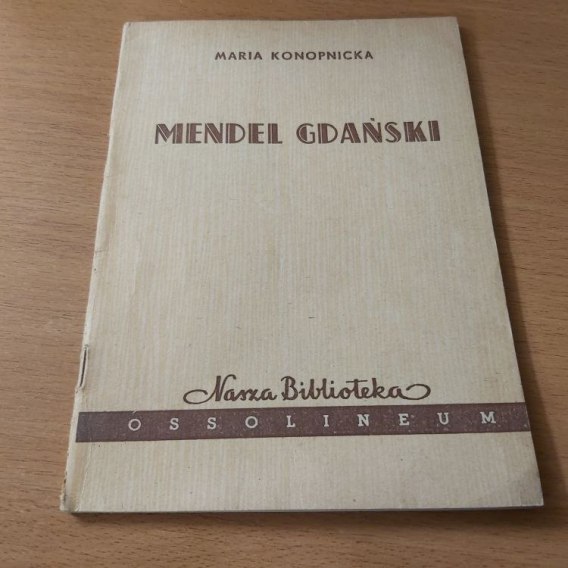 MARIA KONOPNICKA
MENDEL GDAŃSKI
Nasza Biblioteka
OSSOLINEUM